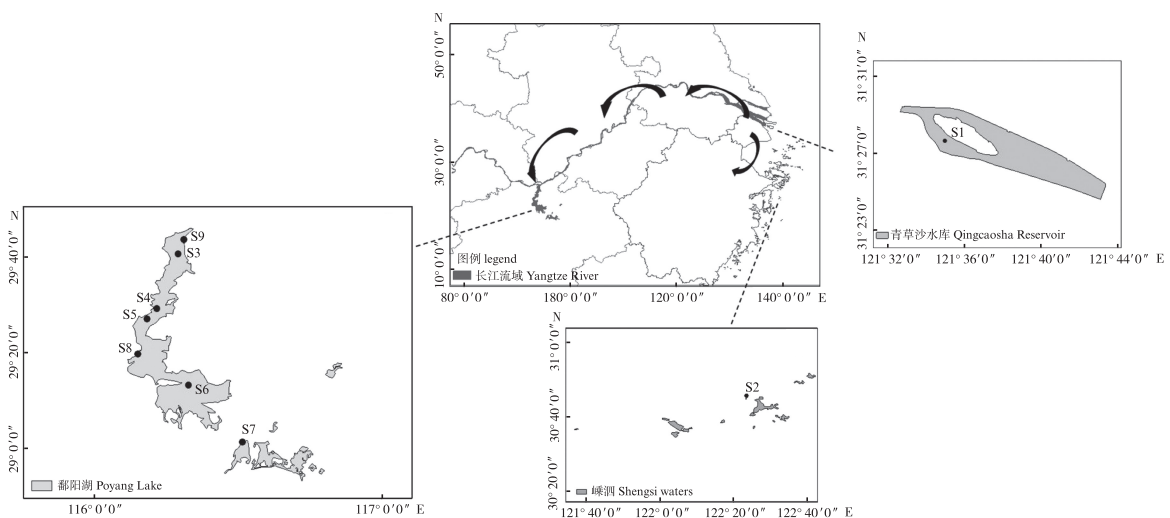 N
50° 0′0″
30° 0′0″
10° 0′0″
图例 legend
长江流域 Yangtze River
80° 0′0″ 180° 0′0″ 120° 0′0″ 140° 0′0″ E
N
31° 31′0″
31° 27′0″
31° 23′0″
S1
青草沙水库 Qingcaosha Reservoir
121° 32′0″ 121° 36′0″ 121° 40′0″ 121° 44′0″ E
N
29° 40′0″
29° 20′0″
29° 0′0″
S9
S3
S4
S5
S8
S6
S7
鄱阳湖 Poyang Lake
116°0′0″ 117°0′0″ E
N
31° 0′0″
30° 40′0″
30° 20′0″
S2
嵊泗 Shengsi waters
121° 40′0″ 122° 0′0″ 122° 20′0″ 122° 40′0″ E